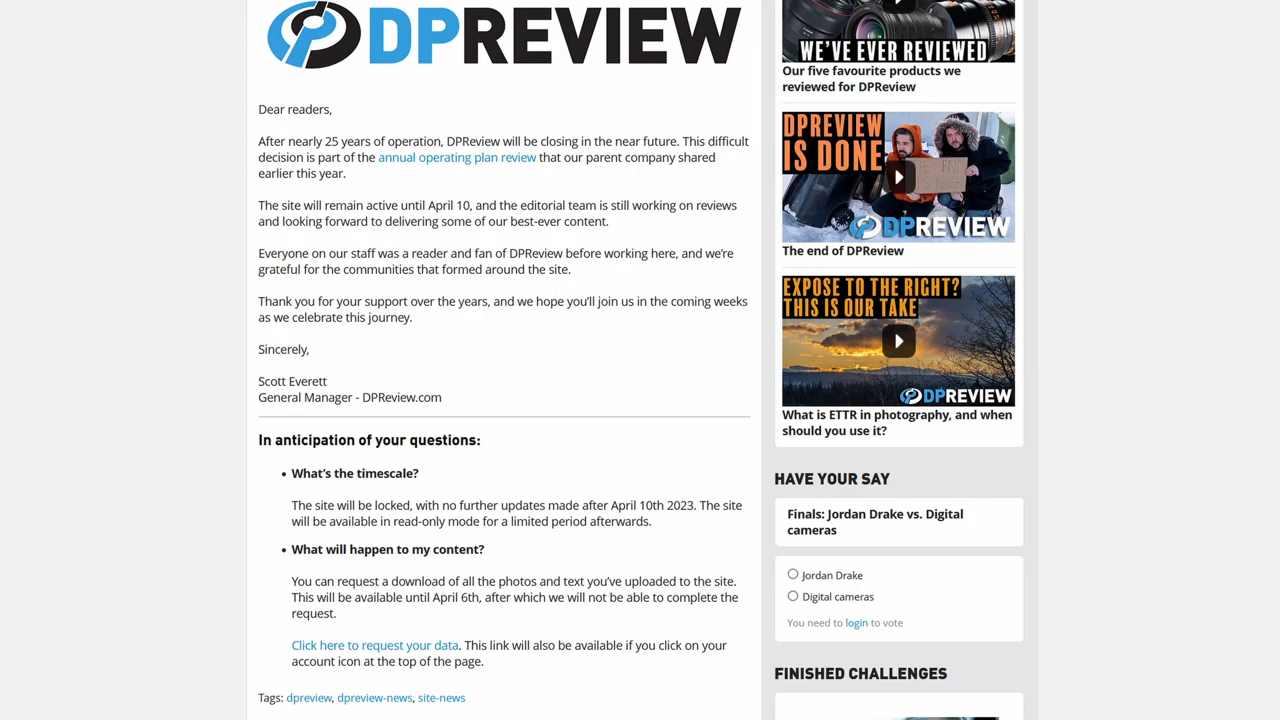 DPREVIEW
Dear readers,
After nearly 25 years of operation, DPReview will be closing in the near future. This difficult
decision is part of the annual operating plan review that our parent company shared
earlier this year.
The site will remain active until April 10, and the editorial team is still working on reviews
and looking forward to delivering some of our best-ever content.
Everyone on our staff was a reader and fan of DPReview before working here, and we're
grateful for the communities that formed around the site.
Thank you for your support over the years, and we hope you'll join us in the coming weeks
as we celebrate this journey.
Sincerely,
Scott Everett
General Manager - DPReview.com
In anticipation of your questions:
• What's the timescale?
The site will be locked, with no further updates made after April 10th 2023. The site
will be available in read-only mode for a limited period afterwards.
• What will happen to my content?
You can request a download of all the photos and text you've uploaded to the site.
This will be available until April 6th, after which we will not be able to complete the
request.
Click here to request your data. This link will also be available if you click on your
account icon at the top of the page.
Tags: dpreview, dpreview-news, site-news
WE'VE EVER REVIEWED
Our five favourite products we
reviewed for DPReview
DPREVIEW
IS DONE
DPREVIEW
The end of DPReview
EXPOSE TO THE RIGHT?
THIS IS OUR TAKE
DPREVIEW
What is ETTR in photography, and when
should you use it?
HAVE YOUR SAY
Finals: Jordan Drake vs. Digital
cameras
Jordan Drake
Digital cameras
You need to login to vote
FINISHED CHALLENGES